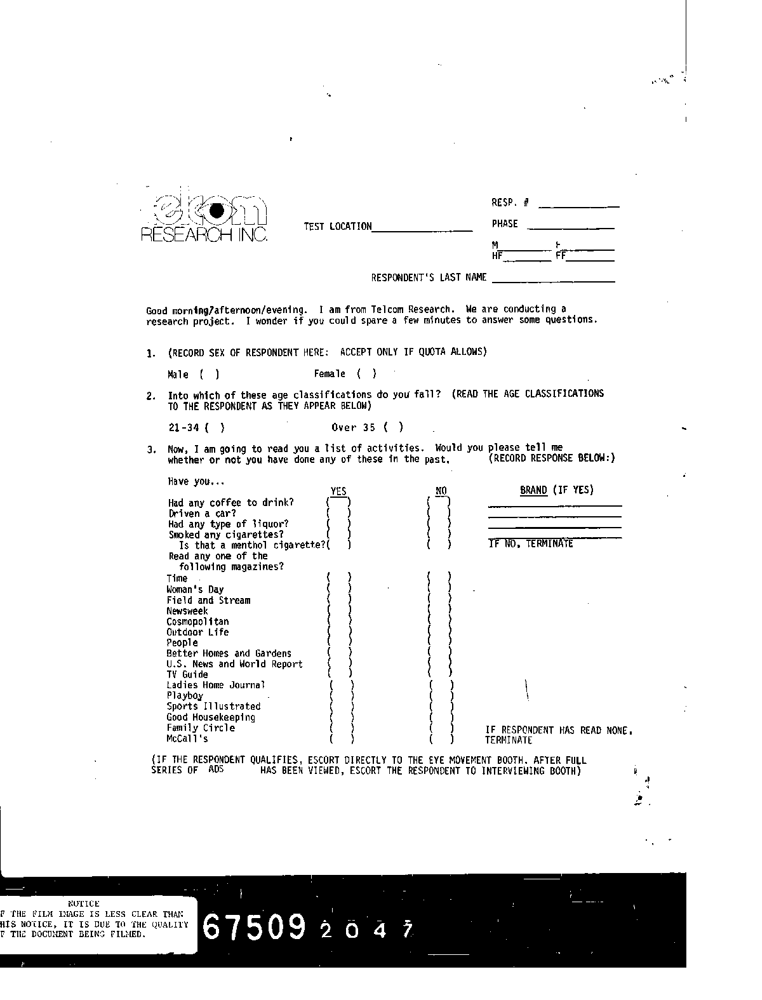 Telcom
RESEARCH INC.
RESP. #
TEST LOCATION
PHASE
M F
HF FF
RESPONDENT'S LAST NAME
Good morning/afternoon/evening. I am from Telcom Research. We are conducting a
research project. I wonder if you could spare a few minutes to answer some questions.
1. (RECORD SEX OF RESPONDENT HERE: ACCEPT ONLY IF QUOTA ALLOWS)
Male ( ) Female ( )
2. Into which of these age classifications do you fall? (READ THE AGE CLASSIFICATIONS
TO THE RESPONDENT AS THEY APPEAR BELOW)
21-34 ( ) Over 35 ( )
3. Now, I am going to read you a list of activities. Would you please tell me
whether or not you have done any of these in the past. (RECORD RESPONSE BELOW:)
Have you...
YES NO BRAND (IF YES)
Had any coffee to drink? ( ) ( )
Driven a car? ( ) ( )
Had any type of liquor? ( ) ( )
Smoked any cigarettes? ( ) ( )
Is that a menthol cigarette?( ) ( ) IF NO, TERMINATE
Read any one of the
following magazines?
Time ( ) ( )
Woman's Day ( ) ( )
Field and Stream ( ) ( )
Newsweek ( ) ( )
Cosmopolitan ( ) ( )
Outdoor Life ( ) ( )
People ( ) ( )
Better Homes and Gardens ( ) ( )
U.S. News and World Report ( ) ( )
TV Guide ( ) ( )
Ladies Home Journal ( ) ( )
Playboy ( ) ( )
Sports Illustrated ( ) ( )
Good Housekeeping ( ) ( )
Family Circle ( ) ( ) IF RESPONDENT HAS READ NONE,
McCall's ( ) ( ) TERMINATE
(IF THE RESPONDENT QUALIFIES, ESCORT DIRECTLY TO THE EYE MOVEMENT BOOTH. AFTER FULL
SERIES OF ADS HAS BEEN VIEWED, ESCORT THE RESPONDENT TO INTERVIEWING BOOTH)
NOTICE
F THE FILM IMAGE IS LESS CLEAR THAN
HIS NOTICE, IT IS DUE TO THE QUALITY
F THE DOCUMENT BEING FILMED.
67509 2047